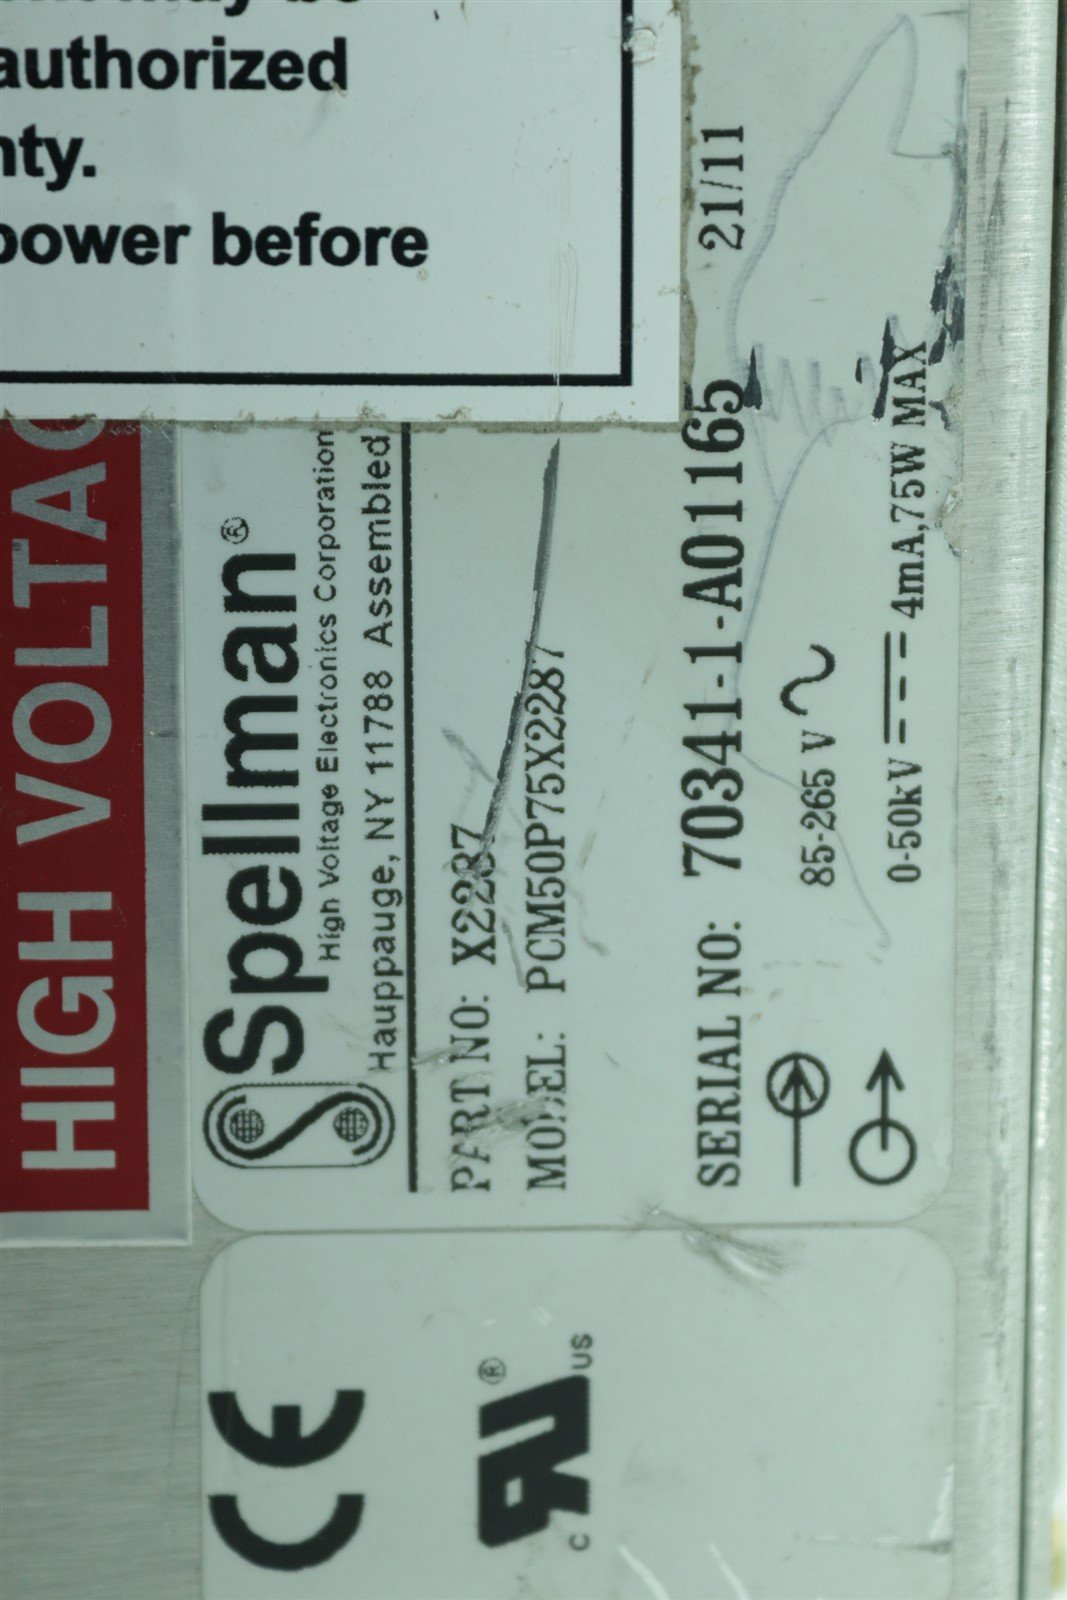 authorized
nty.
power before
HIGH VOLTAG
Spellman®
High Voltage Electronics Corporation
Hauppauge, NY 11788 Assembled
PART NO: X2287
MODEL: PCM50P75X2287
21/11
SERIAL NO: 70341-1-A01165
85-265 V
0-50kV 4mA,75W MAX
CE
c UR® US